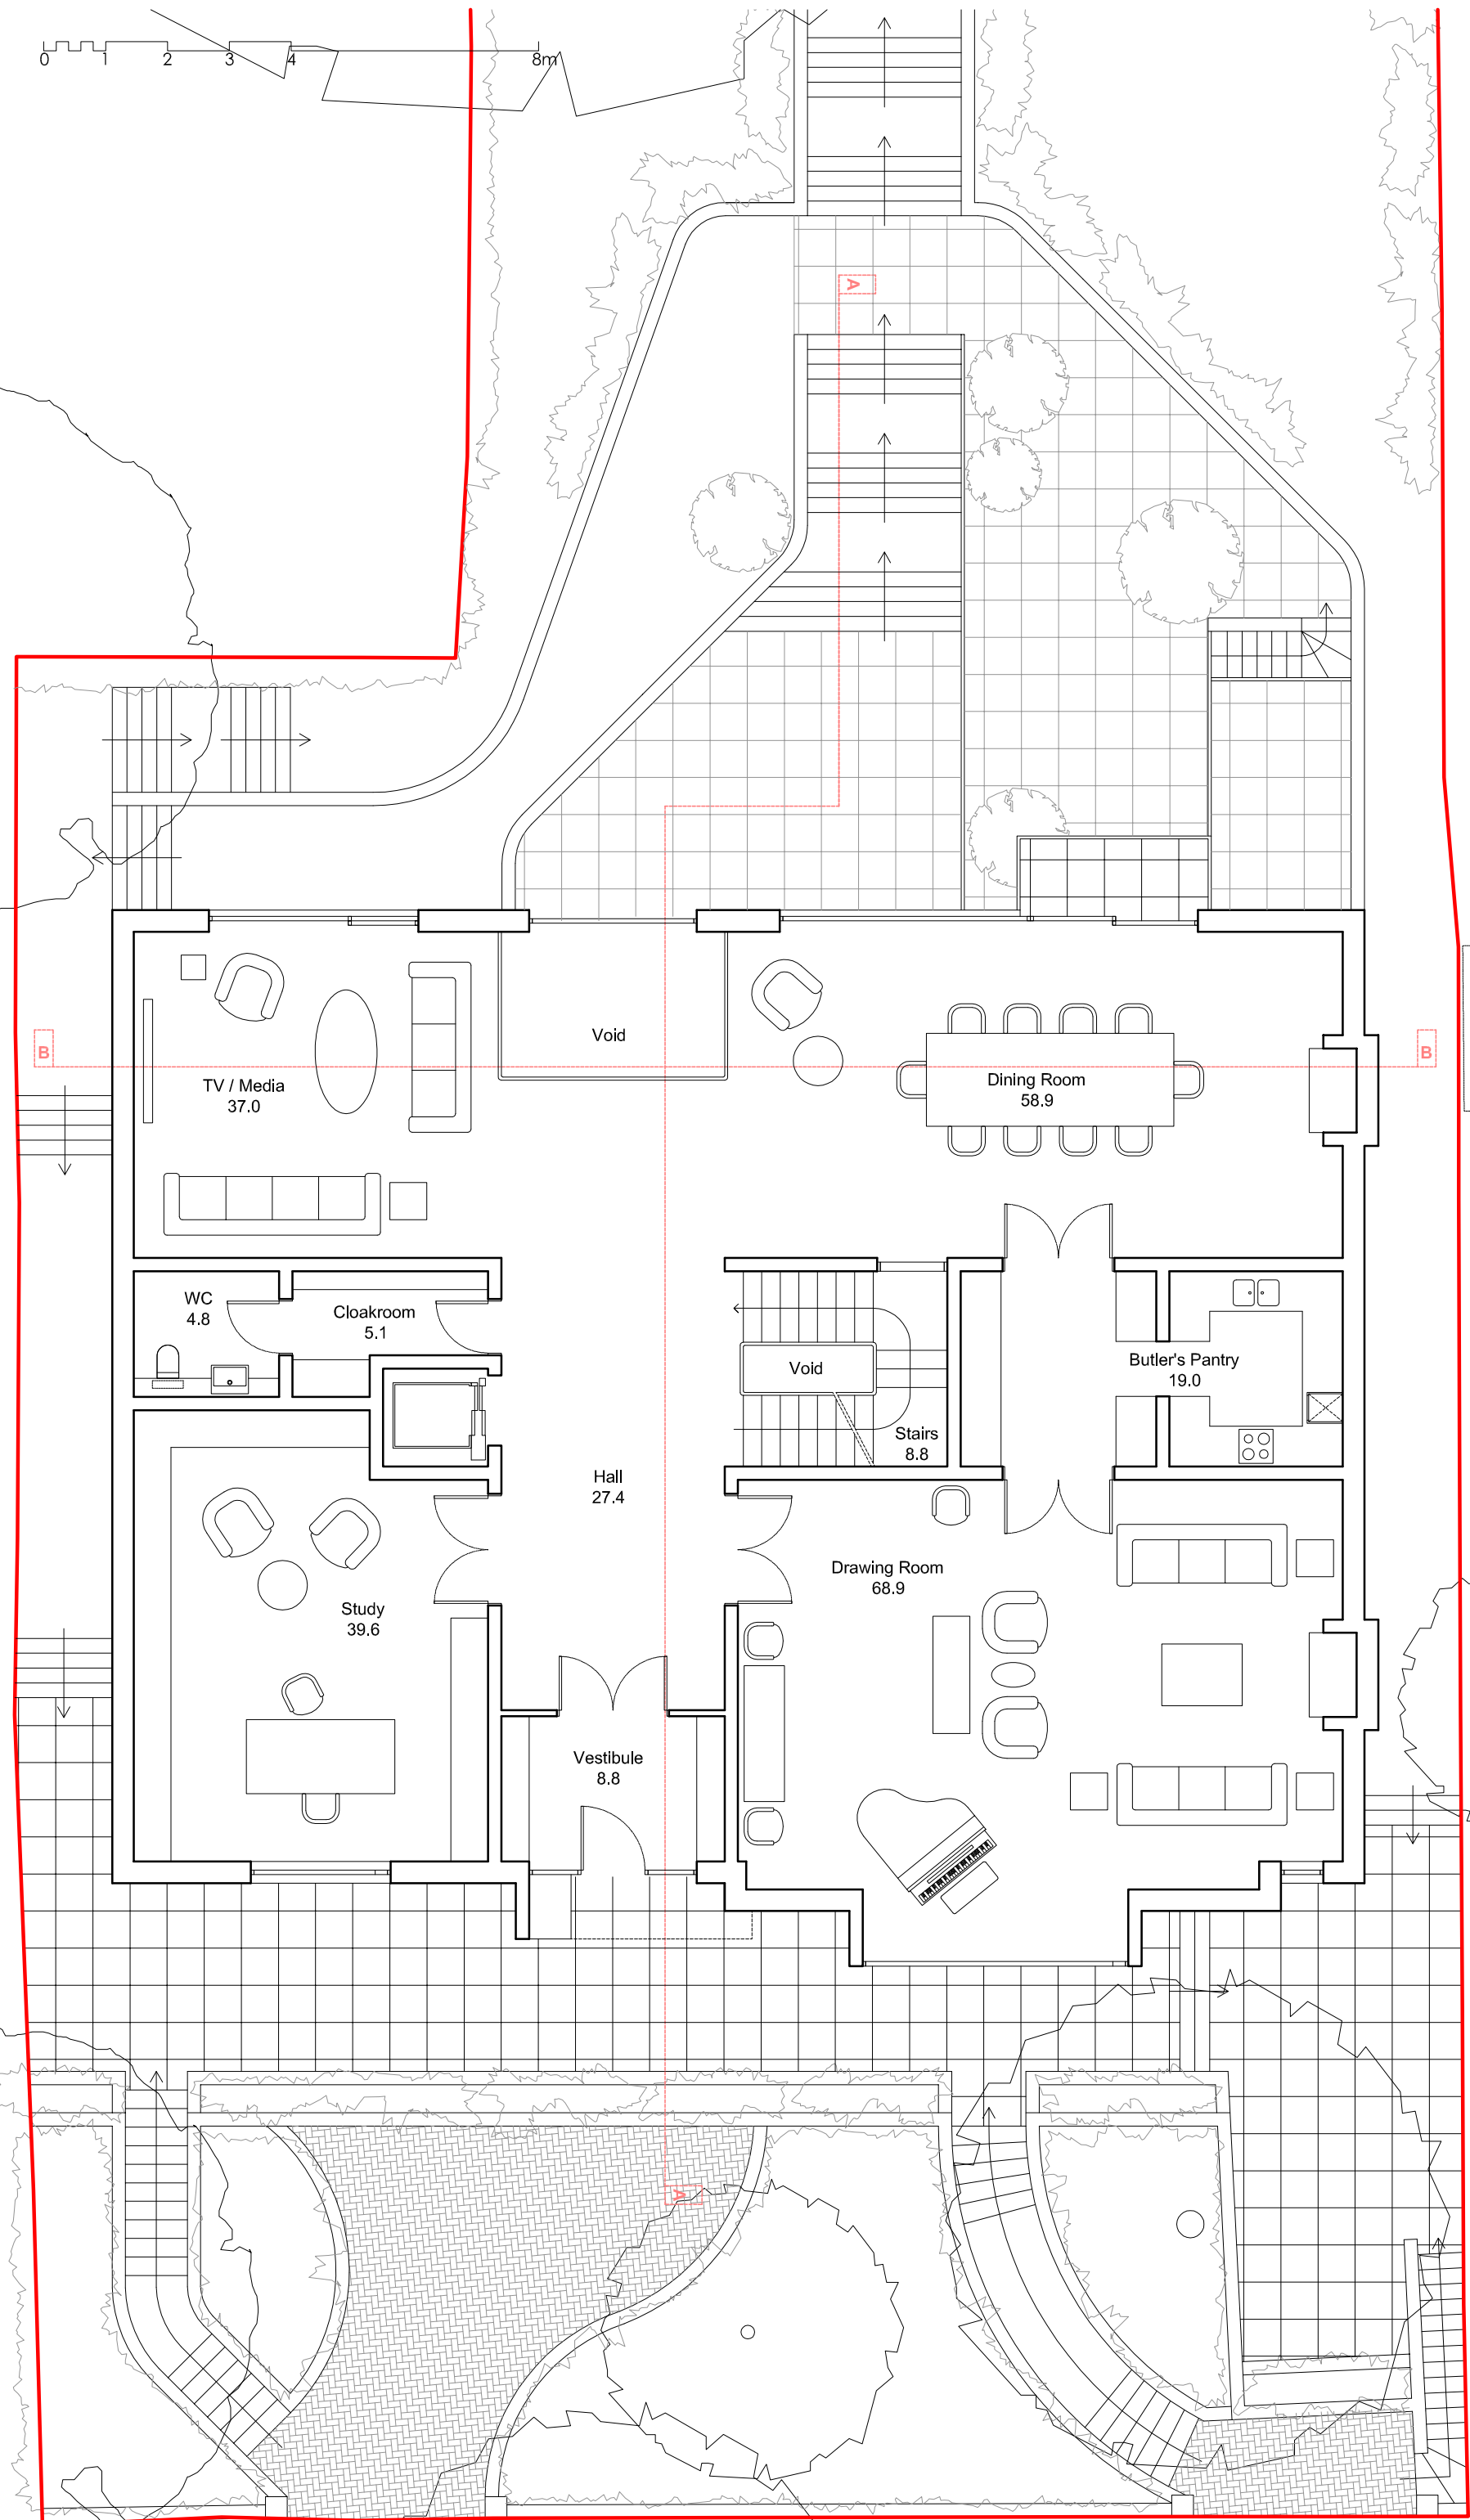 0 1 2 3 4 8m
A
Void
B
B
TV / Media
37.0
Dining Room
58.9
WC
4.8
Cloakroom
5.1
Butler's Pantry
19.0
Void
Stairs
8.8
Hall
27.4
Drawing Room
68.9
Study
39.6
Vestibule
8.8
A